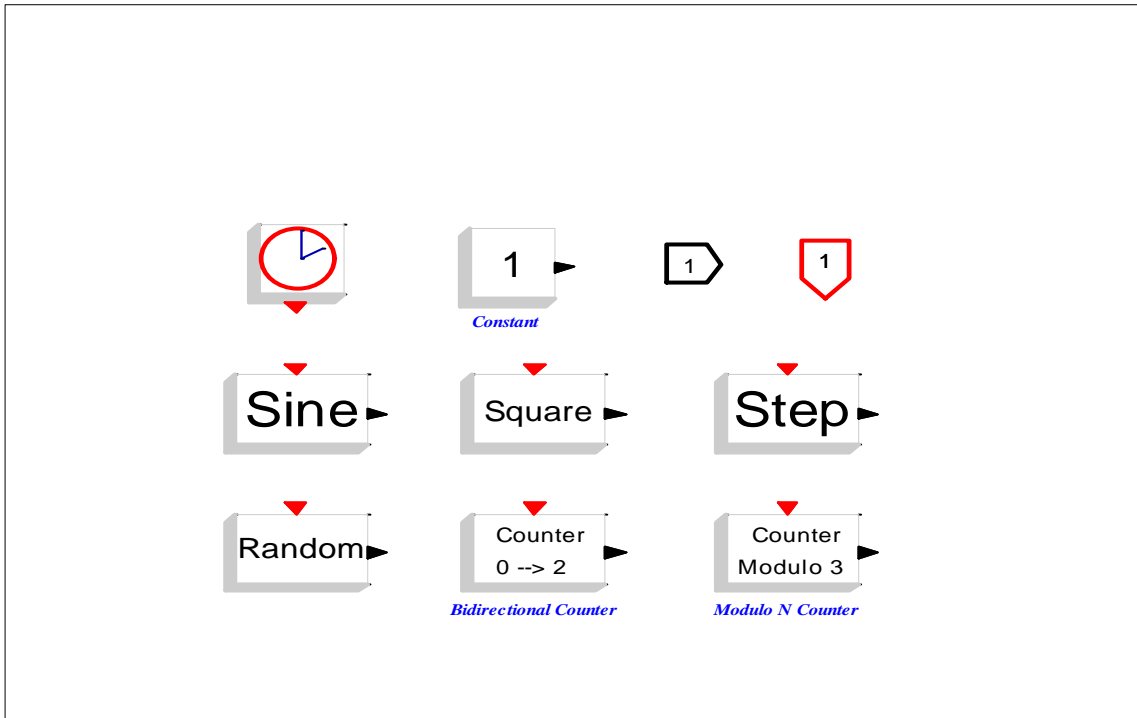 1
1
1
Constant
Sine
Square
Step
Random
Counter
0 --> 2
Counter
Modulo 3
Bidirectional Counter
Modulo N Counter